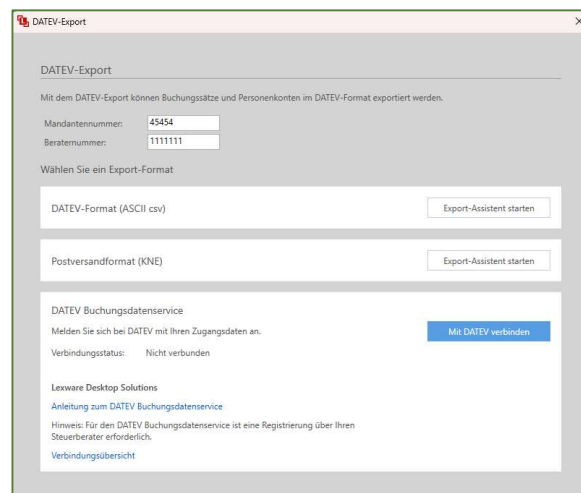 DATEV-Export
DATEV-Export
Mit dem DATEV-Export können Buchungssätze und Personenkonten im DATEV-Format exportiert werden.
Mandantennummer: 45454
Beraternummer: 1111111
Wählen Sie ein Export-Format
DATEV-Format (ASCII csv) Export-Assistent starten
Postversandformat (KNE) Export-Assistent starten
DATEV Buchungsdatenservice
Melden Sie sich bei DATEV mit Ihren Zugangsdaten an. Mit DATEV verbinden
Verbindungsstatus: Nicht verbunden
Lexware Desktop Solutions
Anleitung zum DATEV Buchungsdatenservice
Hinweis: Für den DATEV Buchungsdatenservice ist eine Registrierung über Ihren
Steuerberater erforderlich.
Verbindungsübersicht